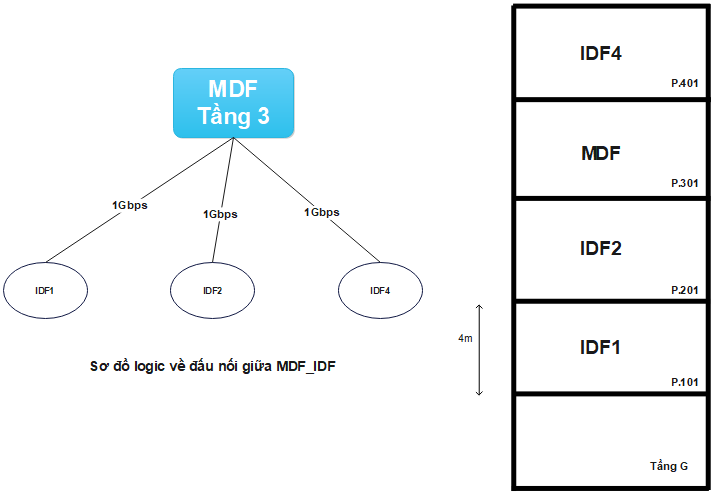 MDF
Tầng 3
1Gbps
1Gbps
1Gbps
IDF1
IDF2
IDF4
Sơ đồ logic về đấu nối giữa MDF_IDF
4m
IDF4
P.401
MDF
P.301
IDF2
P.201
IDF1
P.101
Tầng G